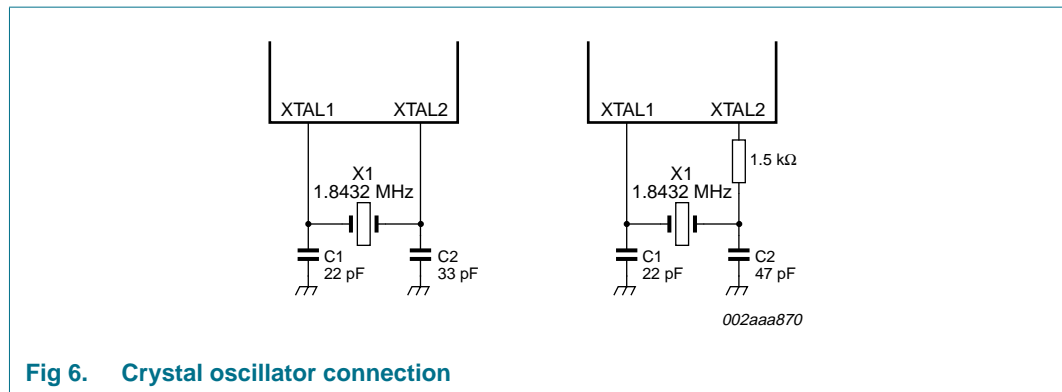 XTAL1 XTAL2
X1
1.8432 MHz
C1
22 pF
C2
33 pF
XTAL1 XTAL2
1.5 kΩ
X1
1.8432 MHz
C1
22 pF
C2
47 pF
002aaa870
Fig 6. Crystal oscillator connection